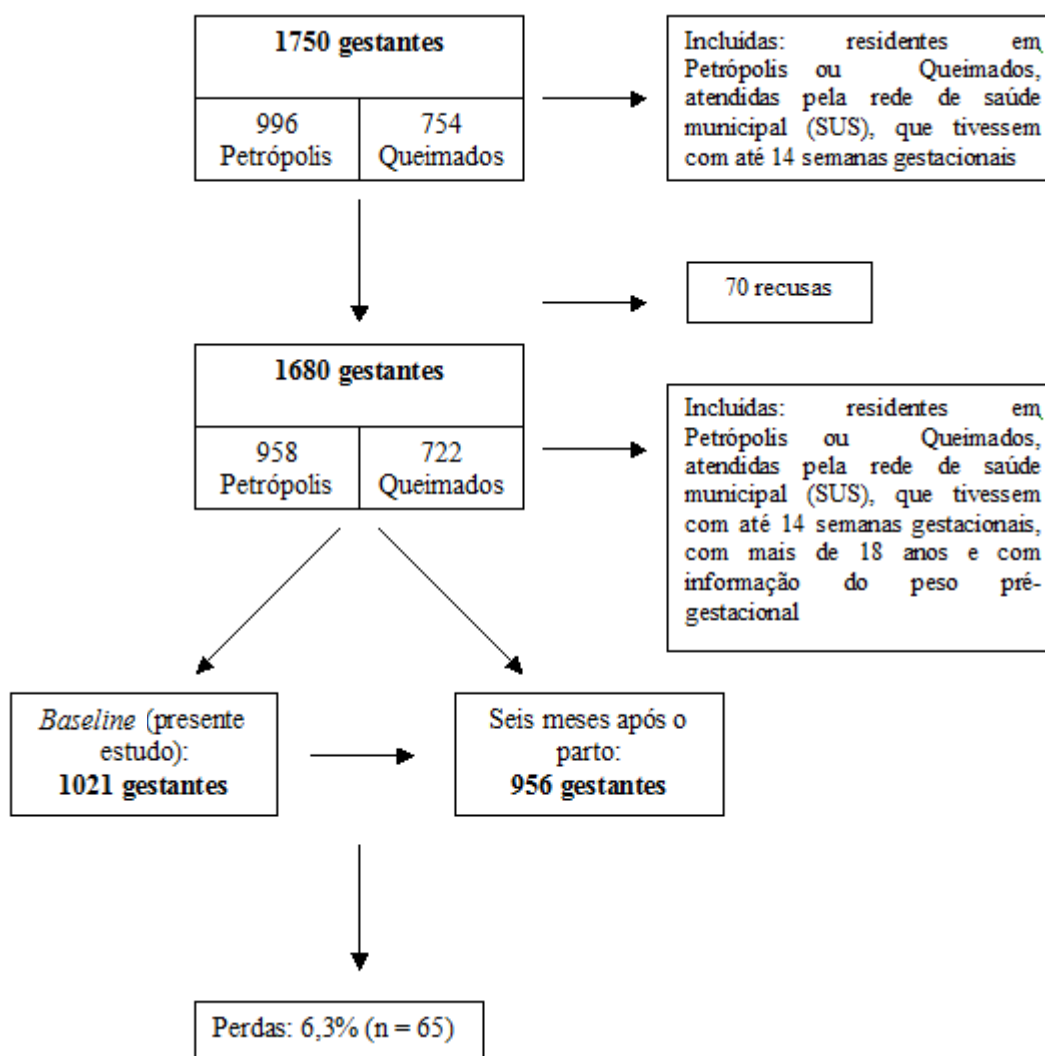 1750 gestantes
996
Petrópolis
754
Queimados
Incluídas: residentes em
Petrópolis ou Queimados,
atendidas pela rede de saúde
municipal (SUS), que tivessem
com até 14 semanas gestacionais
70 recusas
1680 gestantes
958
Petrópolis
722
Queimados
Incluídas: residentes em
Petrópolis ou Queimados,
atendidas pela rede de saúde
municipal (SUS), que tivessem
com até 14 semanas gestacionais,
com mais de 18 anos e com
informação do peso pré-
gestacional
Baseline (presente
estudo):
1021 gestantes
Seis meses após o
parto:
956 gestantes
Perdas: 6,3% (n = 65)